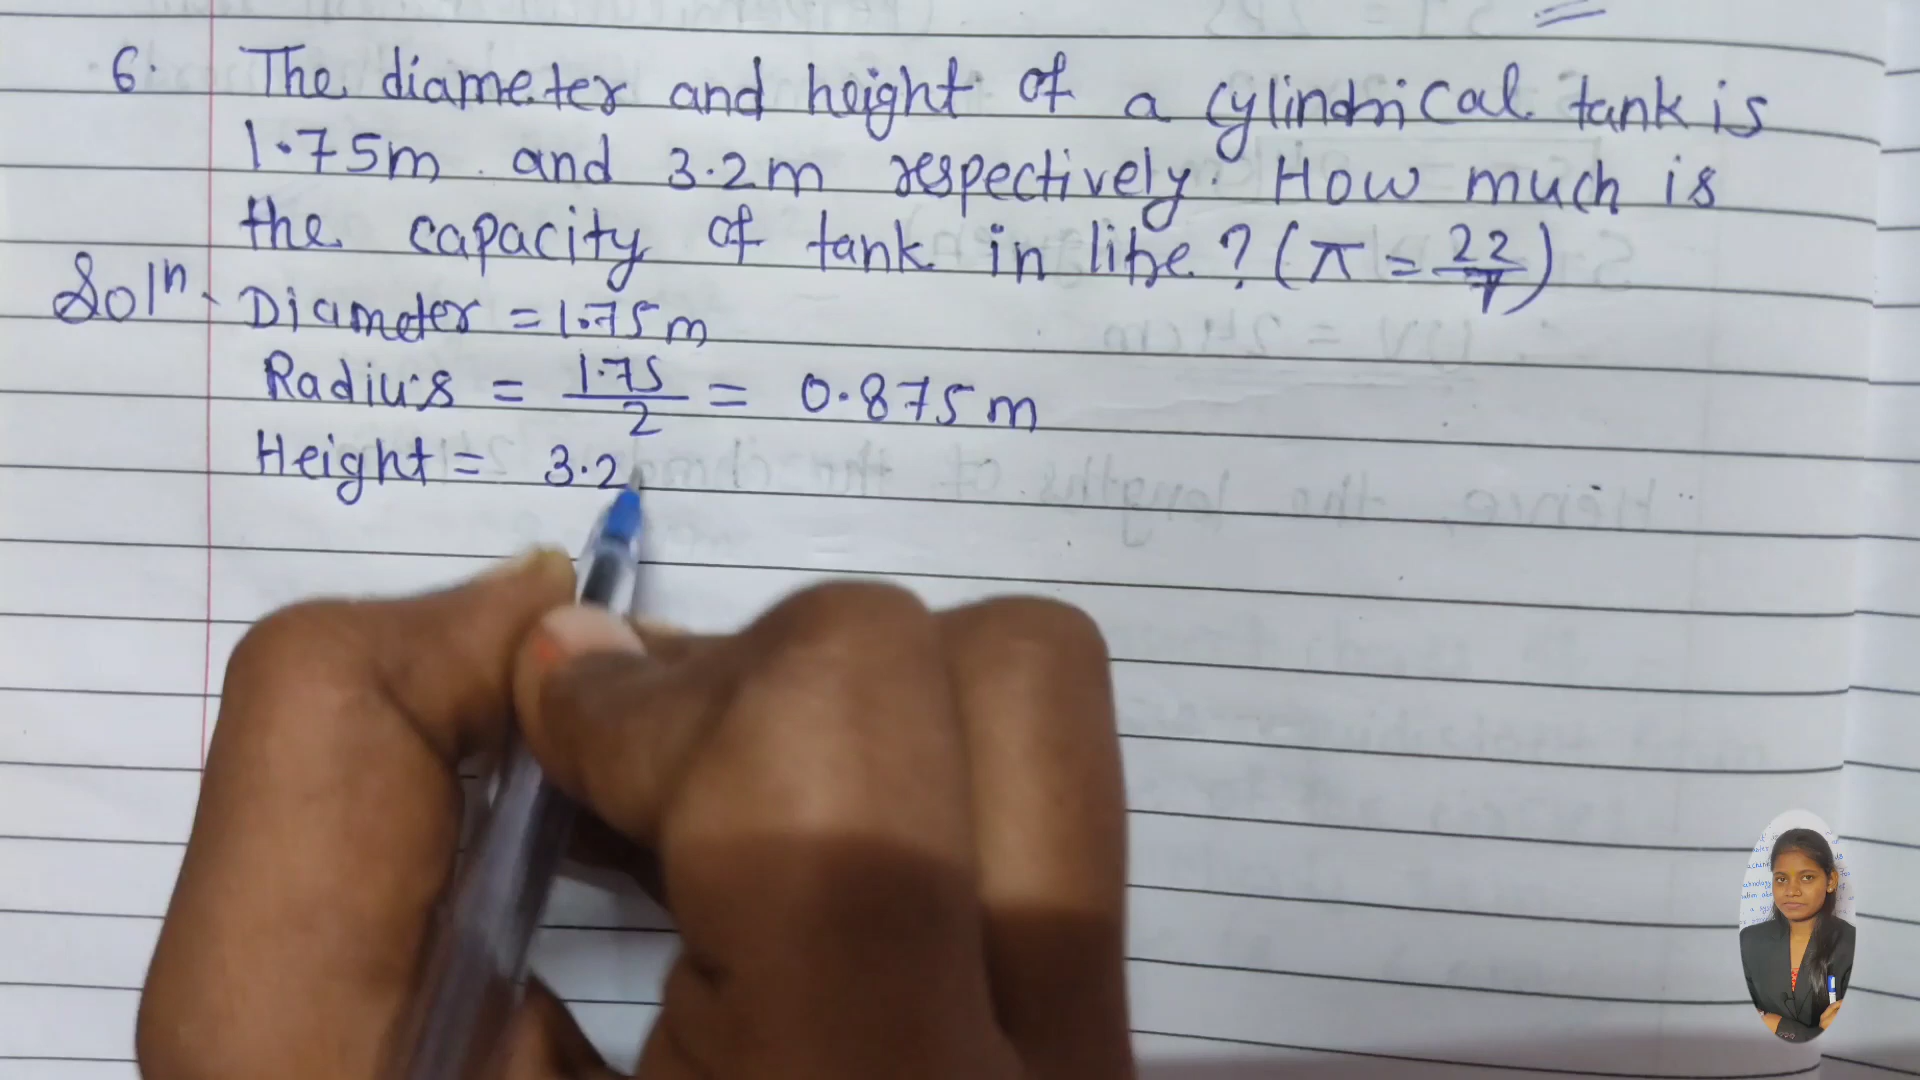 6. The diameter and height of a cylindrical tank is
1.75m and 3.2m respectively. How much is
the capacity of tank in litre? (π = 22/7)
Solⁿ. Diameter = 1.75m
Radius = 1.75/2 = 0.875m
Height = 3.2